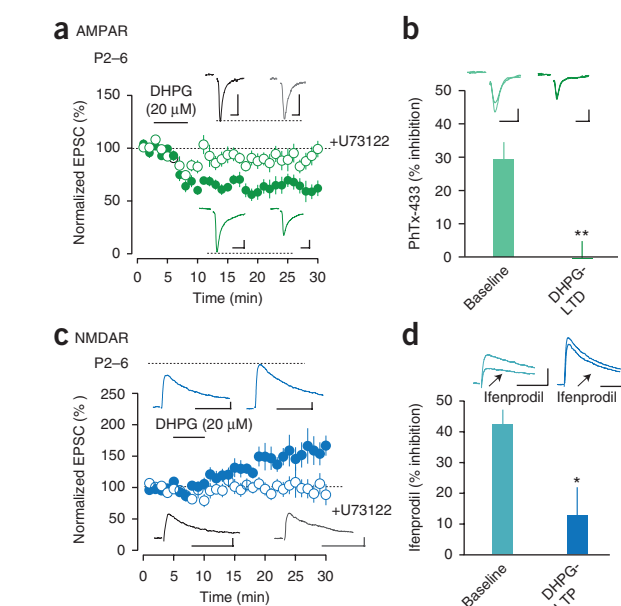 a AMPAR
P2–6
DHPG
(20 μM)
150
100
50
0
Normalized EPSC (%)
+U73122
0 5 10 15 20 25 30
Time (min)
b
50
40
30
20
10
0
PhTx-433 (% inhibition)
**
Baseline
DHPG-
LTD
c NMDAR
P2–6
250
200
150
100
50
0
Normalized EPSC (% )
DHPG (20 μM)
+U73122
0 5 10 15 20 25 30
Time (min)
d
Ifenprodil
Ifenprodil
50
40
30
20
10
0
Ifenprodil (% inhibition)
*
Baseline
DHPG-
LTP